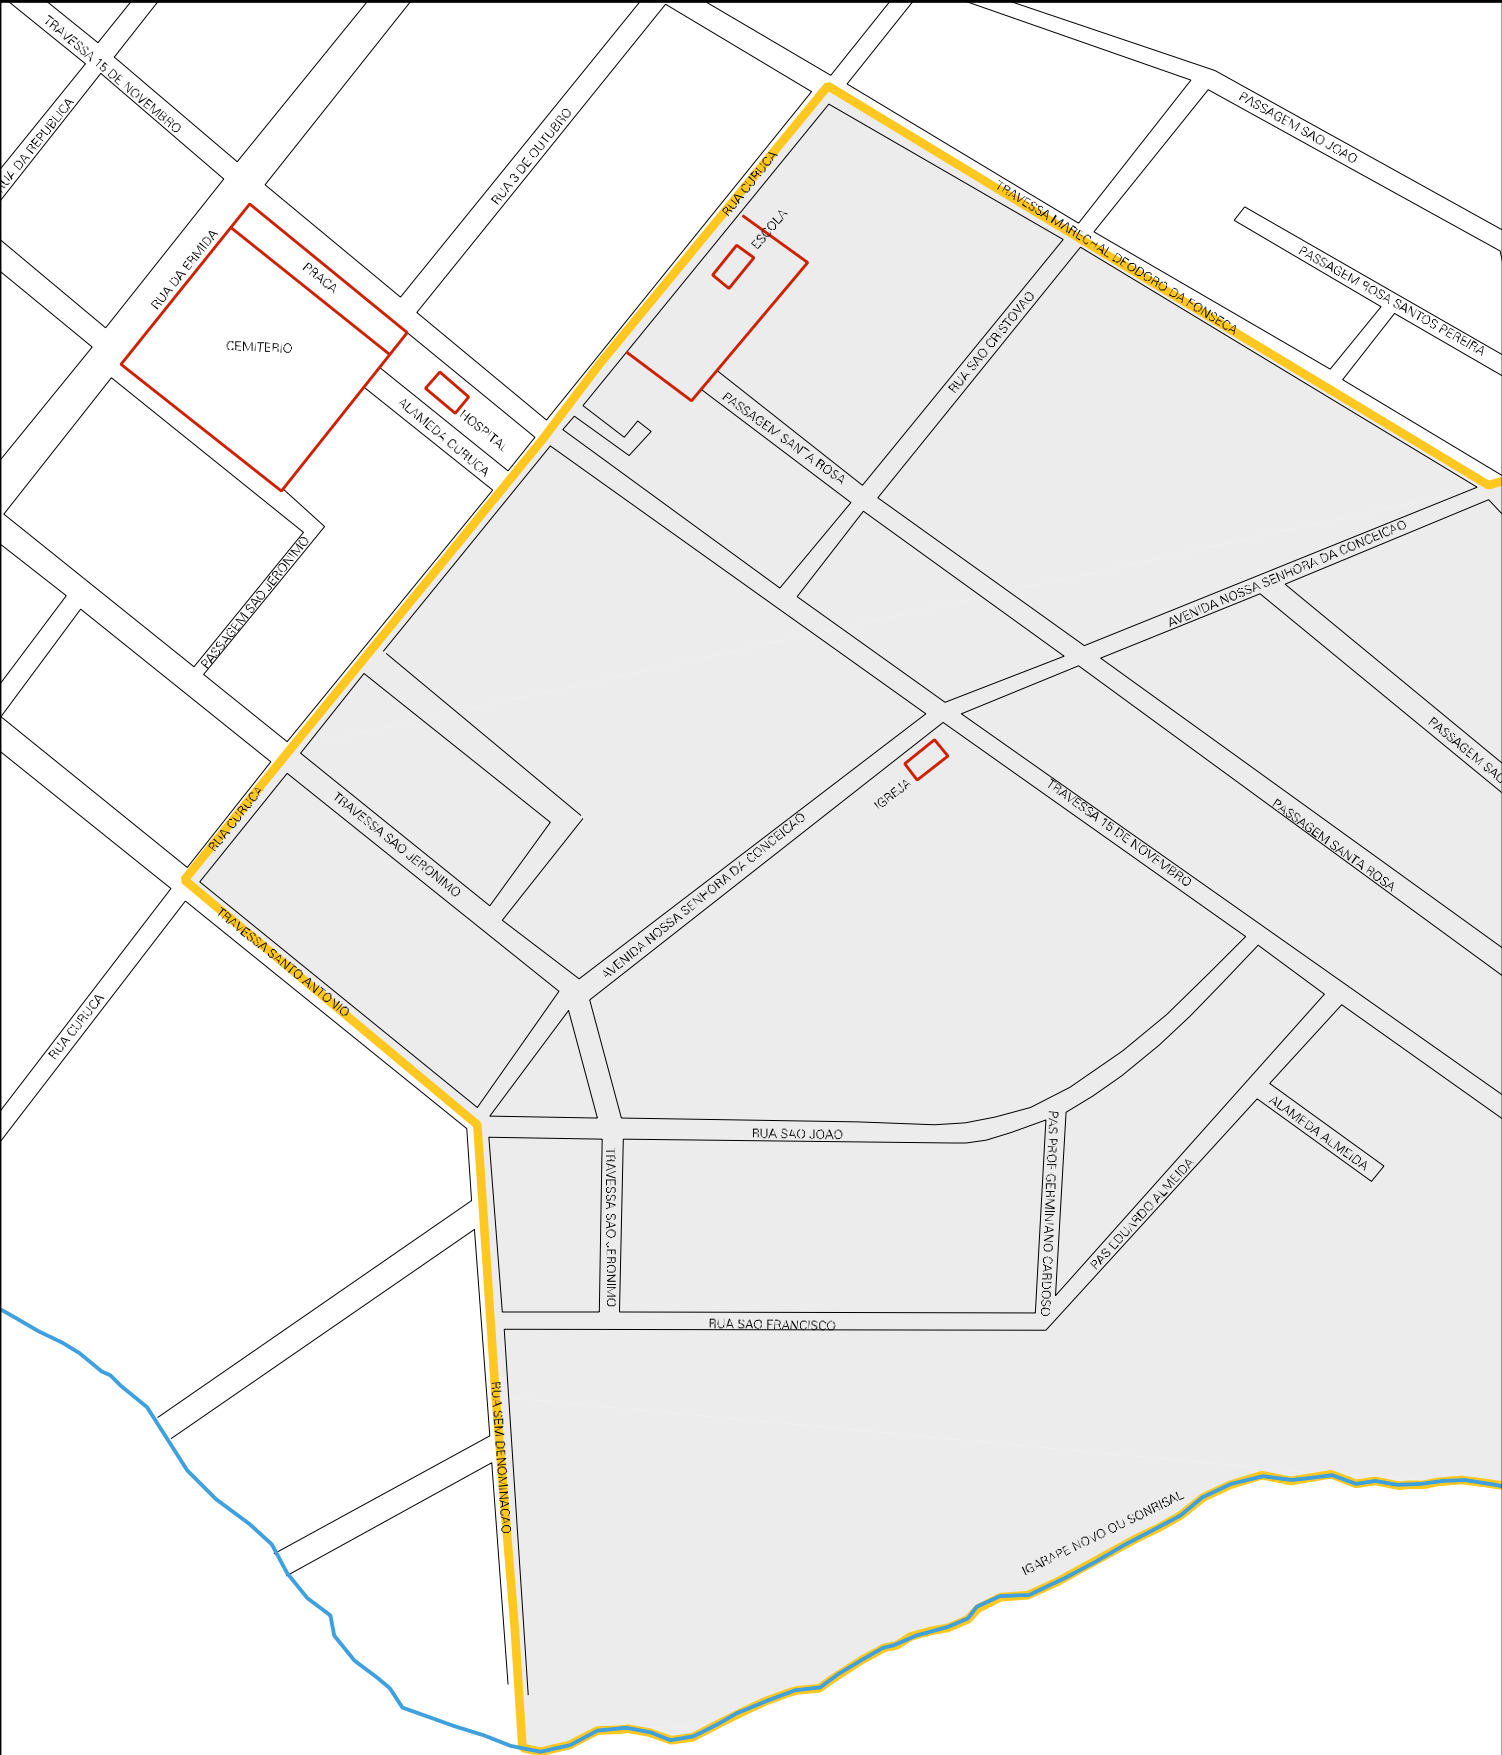 TRAVESSA 15 DE NOVEMBRO
RUA DA REPUBLICA
RUA 3 DE OUTUBRO
PASSAGEM SAO JOAO
RUA CURUCA
ESCOLA
TRAVESSA MARECHAL DEODORO DA FONSECA
PASSAGEM ROSA SANTOS PEREIRA
RUA DA ERMIDA
PRACA
CEMITERIO
RUA SAO CRISTOVAO
HOSPITAL
ALAMEDA CURUCA
PASSAGEM SANTA ROSA
AVENIDA NOSSA SENHORA DA CONCEICAO
PASSAGEM SAO JERONIMO
PASSAGEM SAO
IGREJA
RUA CURUCA
TRAVESSA SAO JERONIMO
AVENIDA NOSSA SENHORA DA CONCEICAO
TRAVESSA 15 DE NOVEMBRO
PASSAGEM SANTA ROSA
TRAVESSA SANTO ANTONIO
RUA CURUCA
RUA SAO JOAO
TRAVESSA SAO JERONIMO
PAS PROF GERMINIANO CARDOSO
ALAMEDA ALMEIDA
PAS EDUARDO ALMEIDA
RUA SAO FRANCISCO
RUA SEM DENOMINACAO
IGARAPE NOVO OU SONRISAL